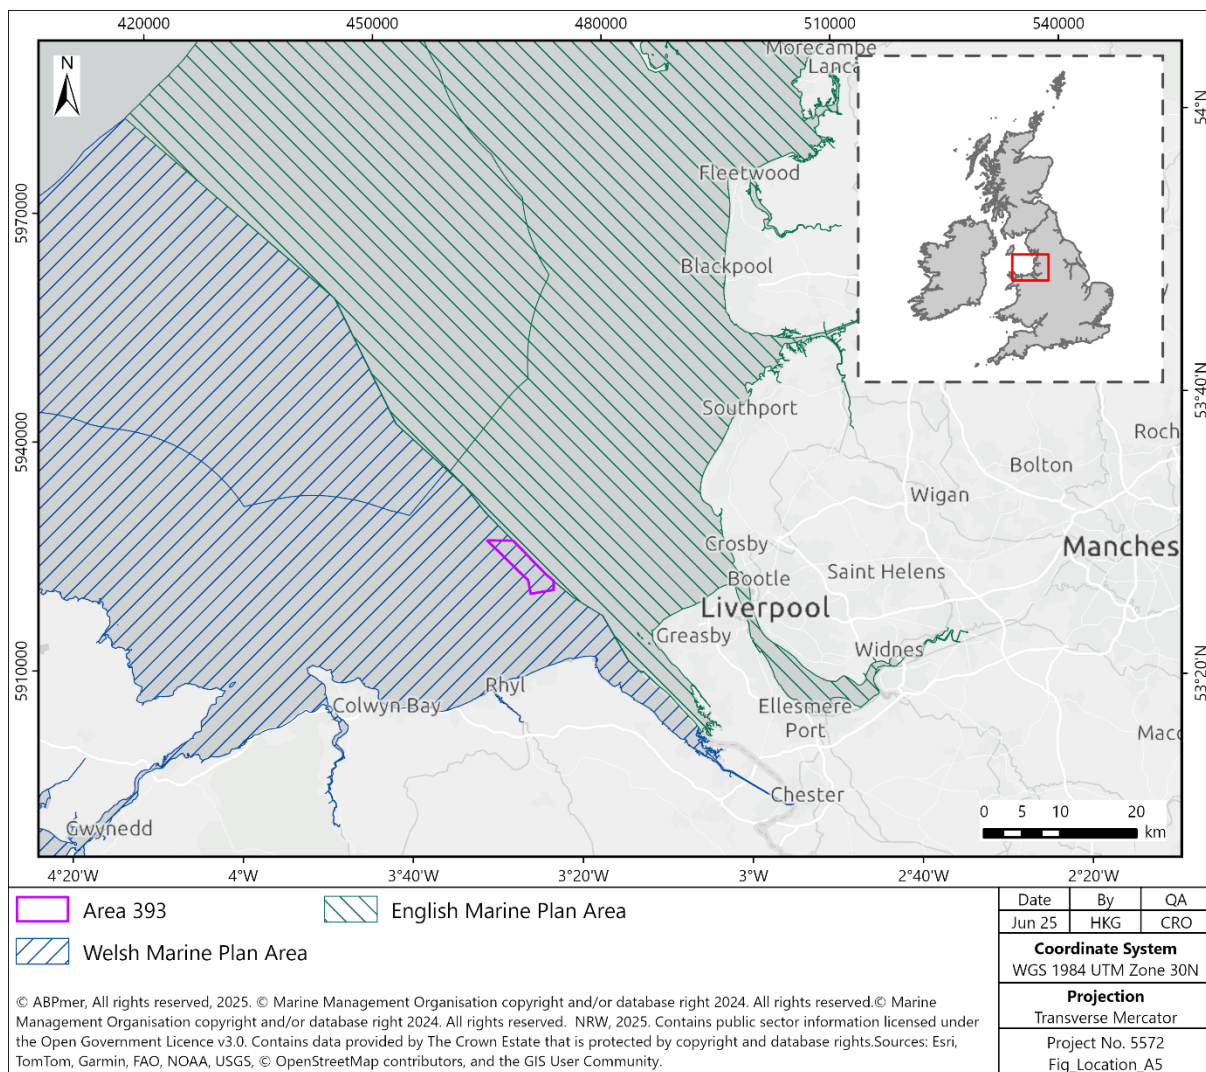 420000 450000 480000 510000 540000
N
Morecambe
Lanca
54°N
Fleetwood
5970000
Blackpool
53°40'N
Southport
5940000
Roch
Bolton
Wigan
Crosby
Manches
Bootle
Saint Helens
Liverpool
Greasby
Widnes
5910000
53°20'N
Rhyl
Colwyn Bay
Ellesmere
Port
Macc
Chester
0 5 10 20
km
Gwynedd
4°20'W 4°W 3°40'W 3°20'W 3°W 2°40'W 2°20'W
Area 393
English Marine Plan Area
Welsh Marine Plan Area
Date By QA
Jun 25 HKG CRO
Coordinate System
WGS 1984 UTM Zone 30N
Projection
Transverse Mercator
Project No. 5572
Fig_Location_A5
© ABPmer, All rights reserved, 2025. © Marine Management Organisation copyright and/or database right 2024. All rights reserved.© Marine
Management Organisation copyright and/or database right 2024. All rights reserved.  NRW, 2025. Contains public sector information licensed under
the Open Government Licence v3.0. Contains data provided by The Crown Estate that is protected by copyright and database rights.Sources: Esri,
TomTom, Garmin, FAO, NOAA, USGS, © OpenStreetMap contributors, and the GIS User Community.